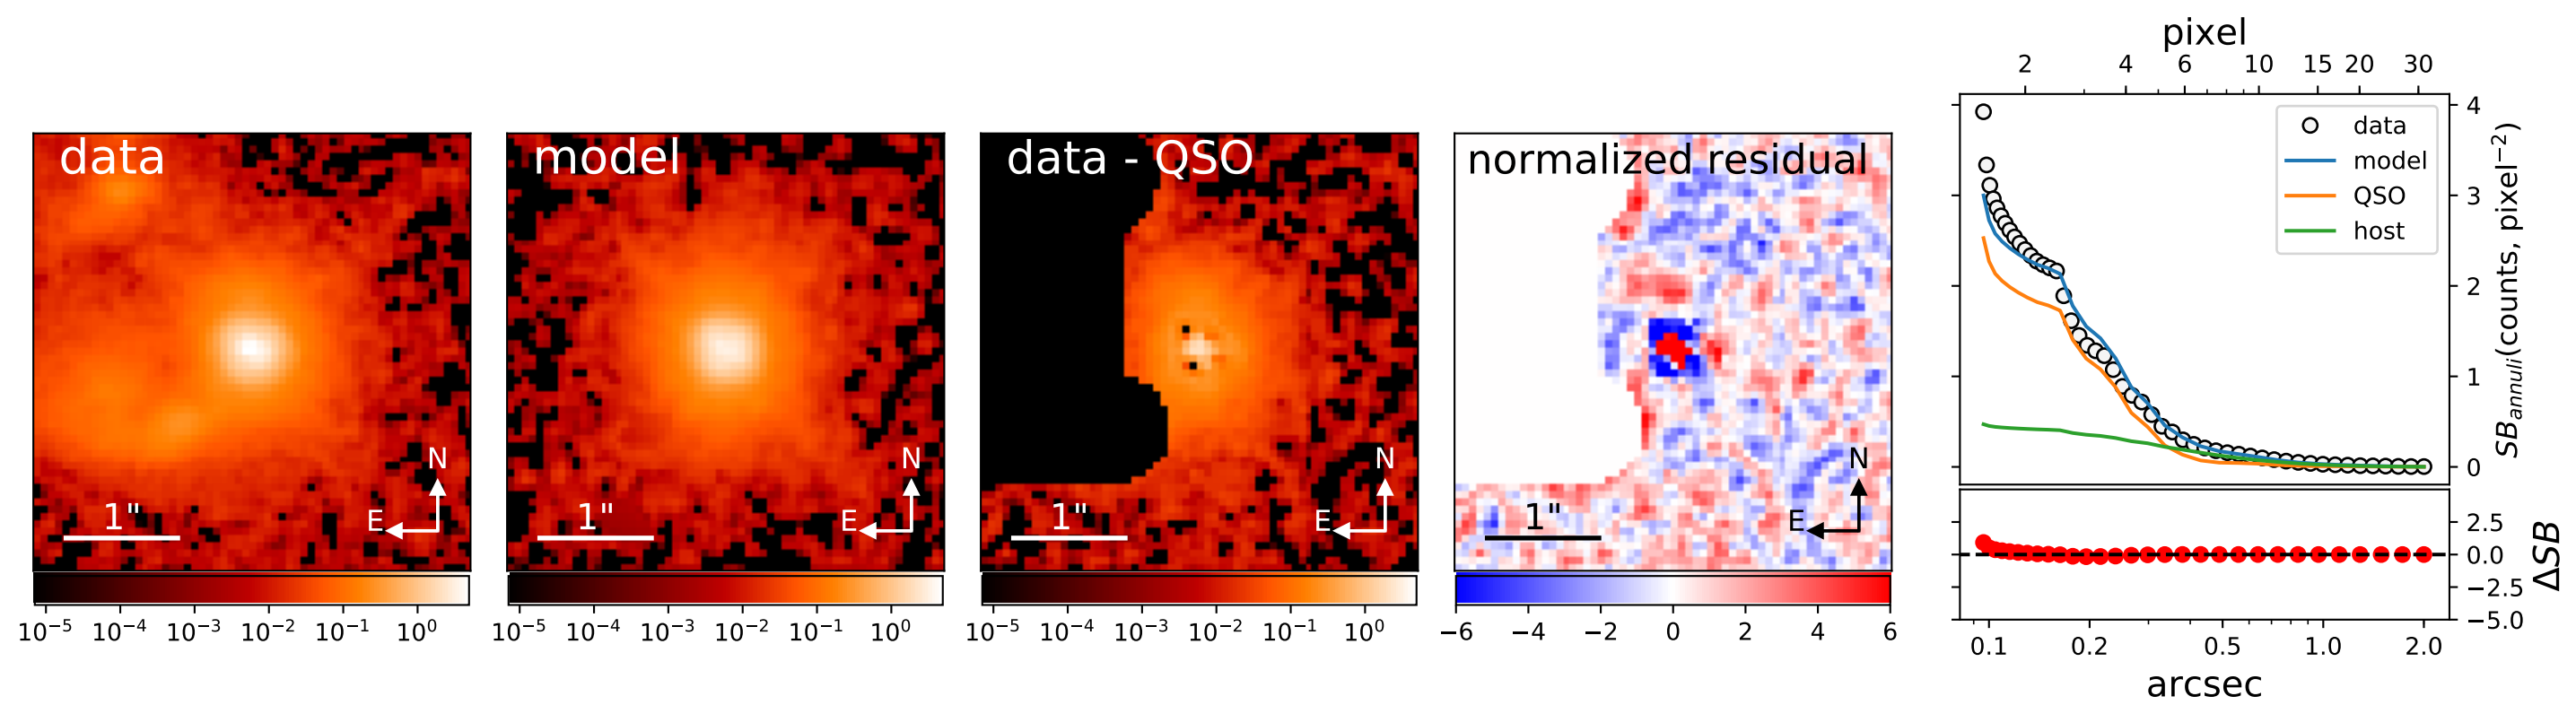 data
1"
N
E
10⁻⁵ 10⁻⁴ 10⁻³ 10⁻² 10⁻¹ 10⁰
model
1"
N
E
10⁻⁵ 10⁻⁴ 10⁻³ 10⁻² 10⁻¹ 10⁰
data - QSO
1"
N
E
10⁻⁵ 10⁻⁴ 10⁻³ 10⁻² 10⁻¹ 10⁰
normalized residual
1"
N
E
−6 −4 −2 0 2 4 6
pixel
2 4 6 10 15 20 30
data
model
QSO
host
4
3
2
1
0
SB_annuli(counts, pixel⁻²)
2.5
0.0
−2.5
−5.0
ΔSB
0.1 0.2 0.5 1.0 2.0
arcsec